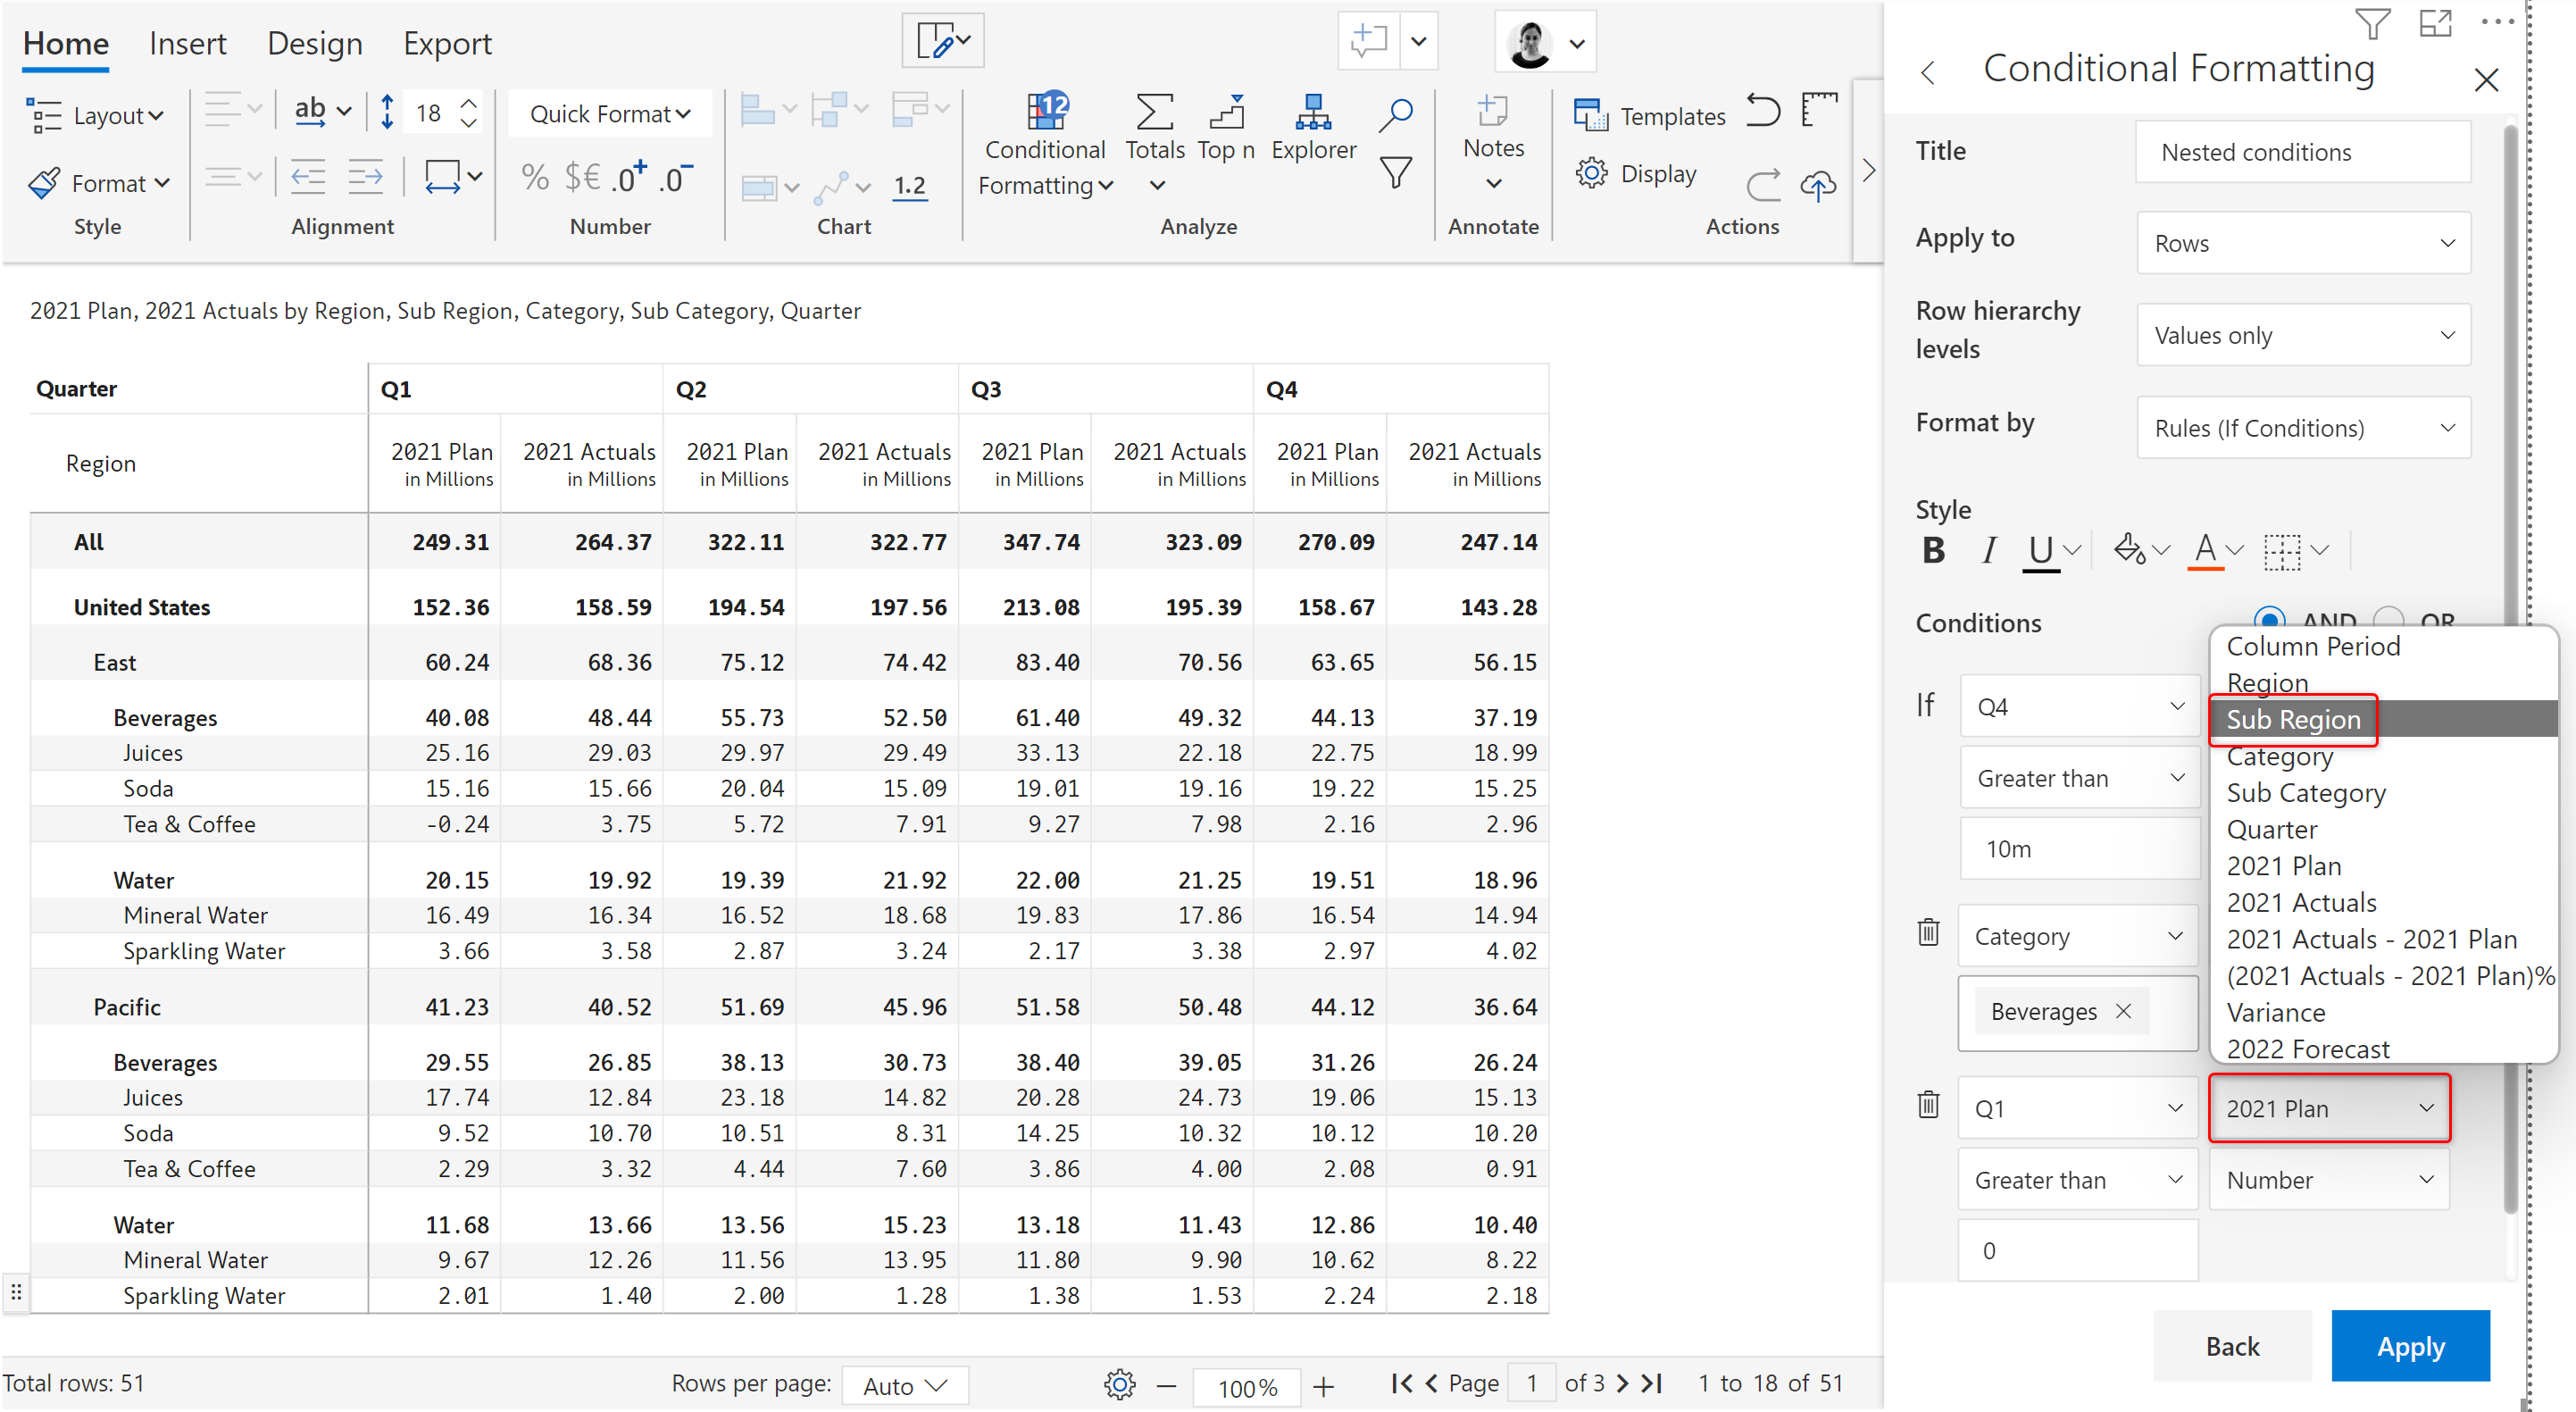 Home Insert Design Export
Layout ab 18 Quick Format 12 Templates
Conditional Totals Top n Explorer Notes
Format % $€ .0+ .0- 1.2 Formatting Display
Style Alignment Number Chart Analyze Annotate Actions
2021 Plan, 2021 Actuals by Region, Sub Region, Category, Sub Category, Quarter
Quarter Q1 Q2 Q3 Q4
Region 2021 Plan 2021 Actuals 2021 Plan 2021 Actuals 2021 Plan 2021 Actuals 2021 Plan 2021 Actuals
in Millions in Millions in Millions in Millions in Millions in Millions in Millions in Millions
All 249.31 264.37 322.11 322.77 347.74 323.09 270.09 247.14
United States 152.36 158.59 194.54 197.56 213.08 195.39 158.67 143.28
East 60.24 68.36 75.12 74.42 83.40 70.56 63.65 56.15
Beverages 40.08 48.44 55.73 52.50 61.40 49.32 44.13 37.19
Juices 25.16 29.03 29.97 29.49 33.13 22.18 22.75 18.99
Soda 15.16 15.66 20.04 15.09 19.01 19.16 19.22 15.25
Tea & Coffee -0.24 3.75 5.72 7.91 9.27 7.98 2.16 2.96
Water 20.15 19.92 19.39 21.92 22.00 21.25 19.51 18.96
Mineral Water 16.49 16.34 16.52 18.68 19.83 17.86 16.54 14.94
Sparkling Water 3.66 3.58 2.87 3.24 2.17 3.38 2.97 4.02
Pacific 41.23 40.52 51.69 45.96 51.58 50.48 44.12 36.64
Beverages 29.55 26.85 38.13 30.73 38.40 39.05 31.26 26.24
Juices 17.74 12.84 23.18 14.82 20.28 24.73 19.06 15.13
Soda 9.52 10.70 10.51 8.31 14.25 10.32 10.12 10.20
Tea & Coffee 2.29 3.32 4.44 7.60 3.86 4.00 2.08 0.91
Water 11.68 13.66 13.56 15.23 13.18 11.43 12.86 10.40
Mineral Water 9.67 12.26 11.56 13.95 11.80 9.90 10.62 8.22
Sparkling Water 2.01 1.40 2.00 1.28 1.38 1.53 2.24 2.18
Total rows: 51 Rows per page: Auto 100% Page 1 of 3 1 to 18 of 51
Conditional Formatting
Title Nested conditions
Apply to Rows
Row hierarchy
levels Values only
Format by Rules (If Conditions)
Style
B I U A
Conditions AND OR
If Q4
Greater than
10m
Category
Beverages
Column Period
Region
Sub Region
Category
Sub Category
Quarter
2021 Plan
2021 Actuals
2021 Actuals - 2021 Plan
(2021 Actuals - 2021 Plan)%
Variance
2022 Forecast
Q1 2021 Plan
Greater than Number
0
Back Apply